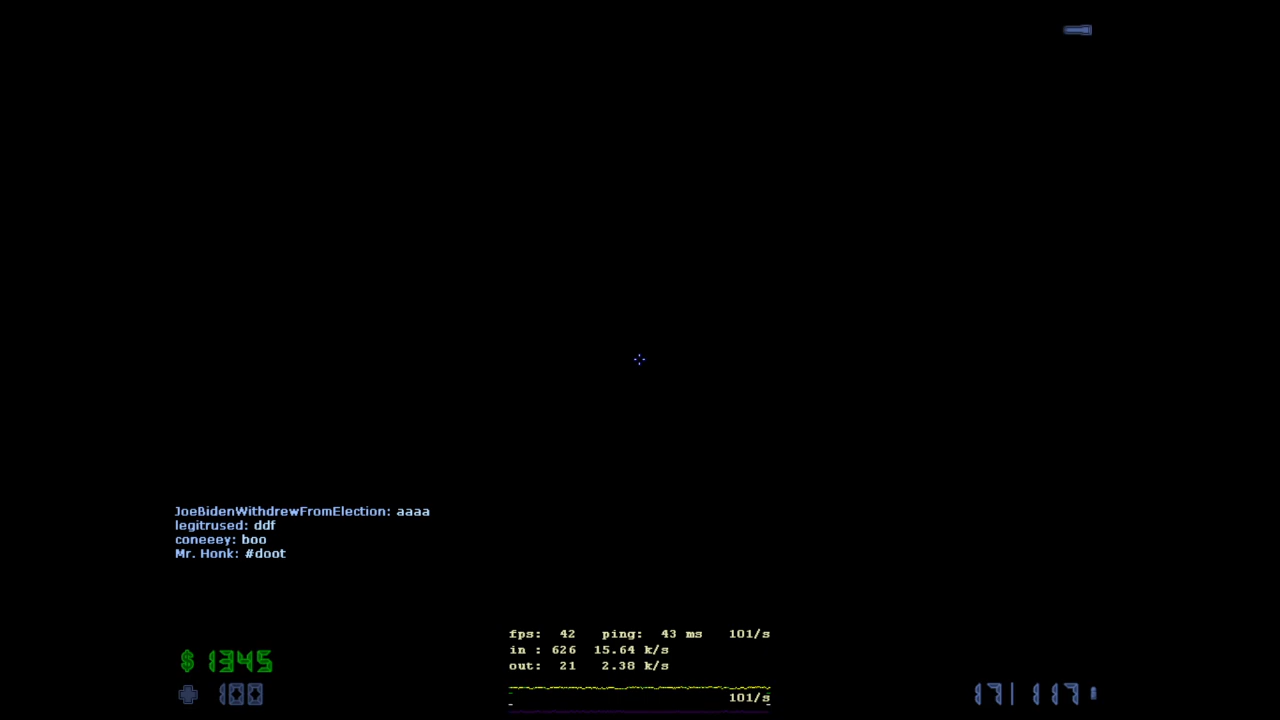 JoeBidenWithdrewFromElection: aaaa
legitrused: ddf
coneeey: boo
Mr. Honk: #doot
fps: 42 ping: 43 ms 101/s
in : 626 15.64 k/s
out: 21 2.38 k/s
$ 1345
101/s
100
17| 117